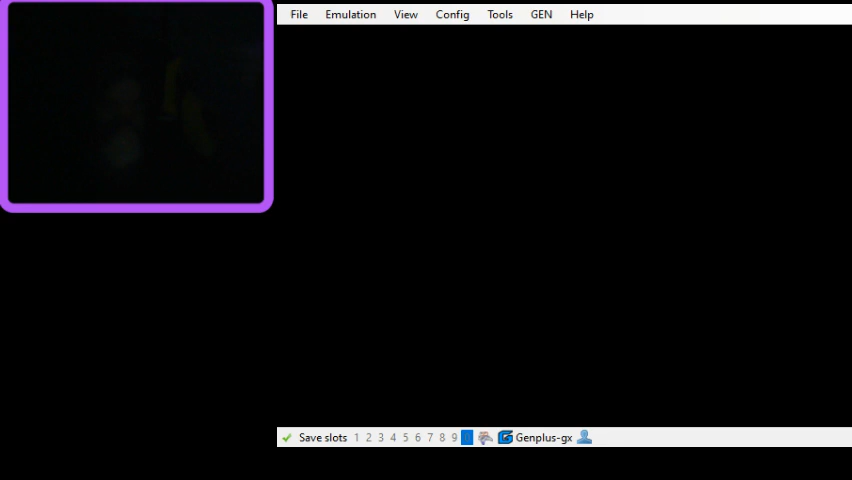 File Emulation View Config Tools GEN Help
Save slots 1 2 3 4 5 6 7 8 9 Genplus-gx